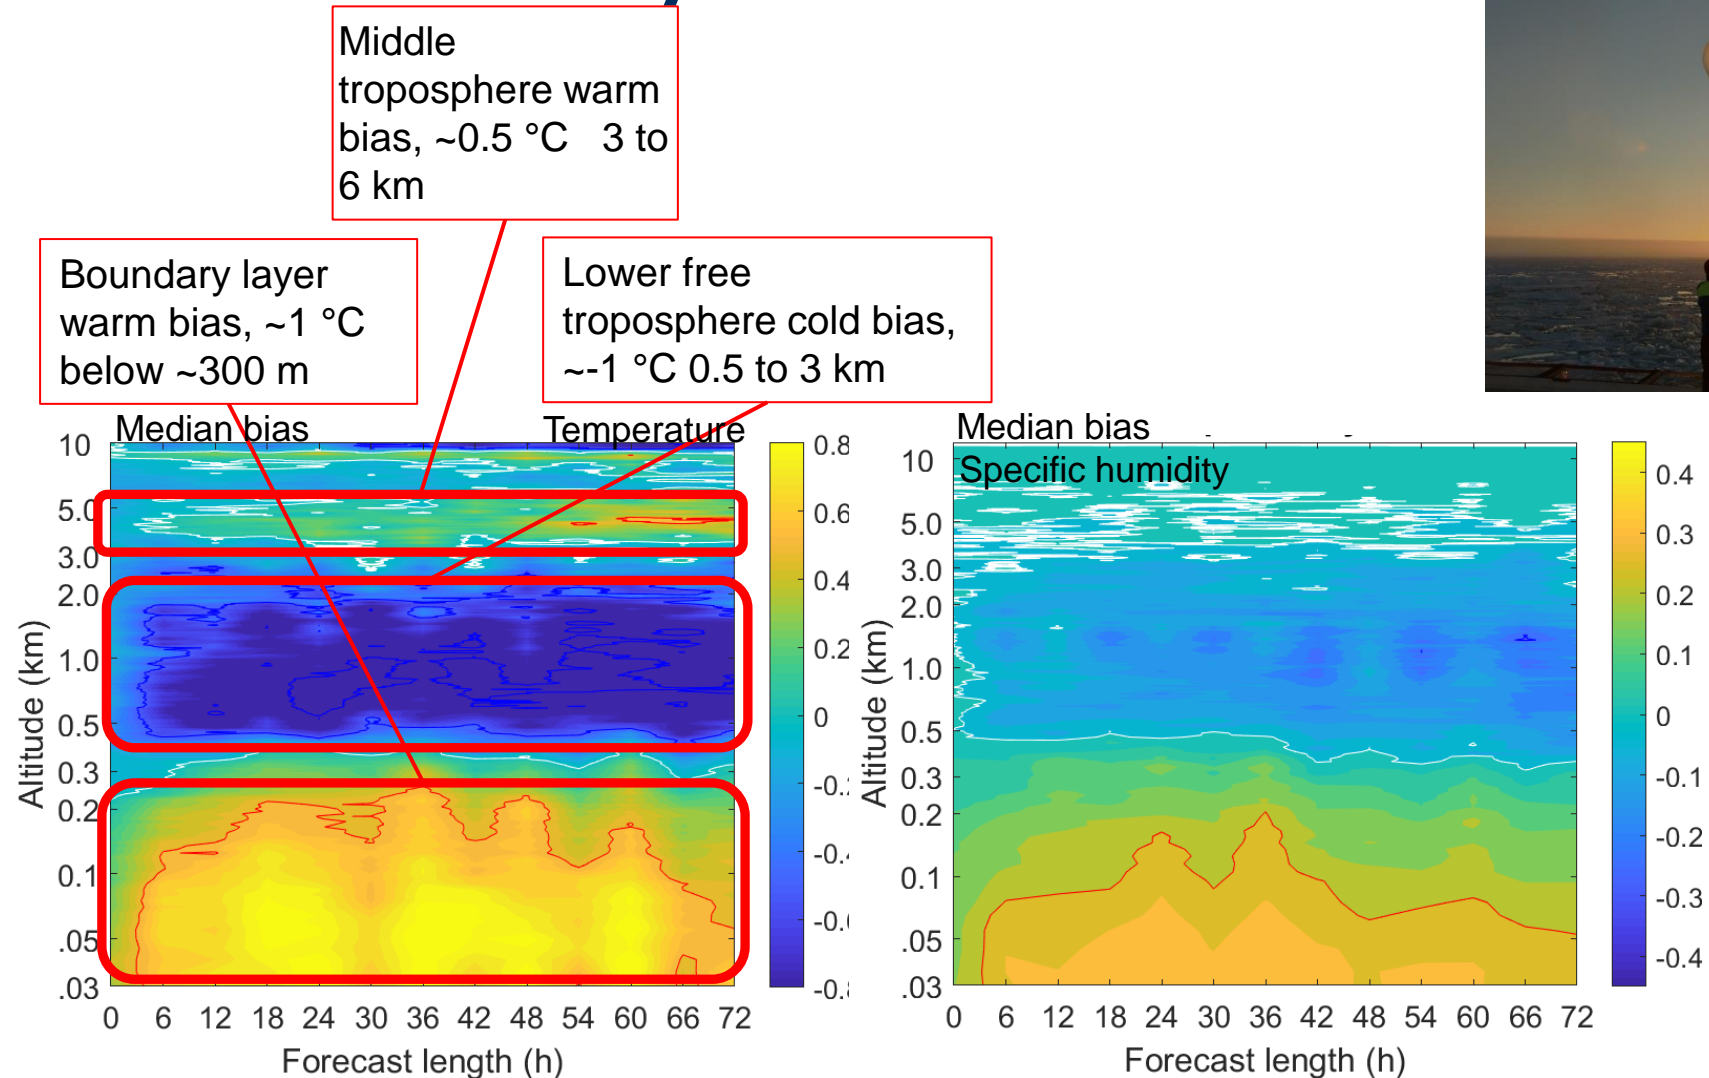 Middle
troposphere warm
bias, ~0.5 °C 3 to
6 km
Boundary layer
warm bias, ~1 °C
below ~300 m
Lower free
troposphere cold bias,
~-1 °C 0.5 to 3 km
Median bias
Temperature
10
5.0
3.0
2.0
1.0
0.5
0.3
0.2
0.1
.05
.03
Altitude (km)
0 6 12 18 24 30 36 42 48 54 60 66 72
Forecast length (h)
0.8
0.6
0.4
0.2
0
Median bias
Specific humidity
10
5.0
3.0
2.0
1.0
0.5
0.3
0.2
0.1
.05
.03
Altitude (km)
0 6 12 18 24 30 36 42 48 54 60 66 72
Forecast length (h)
0.4
0.3
0.2
0.1
0
-0.1
-0.2
-0.3
-0.4